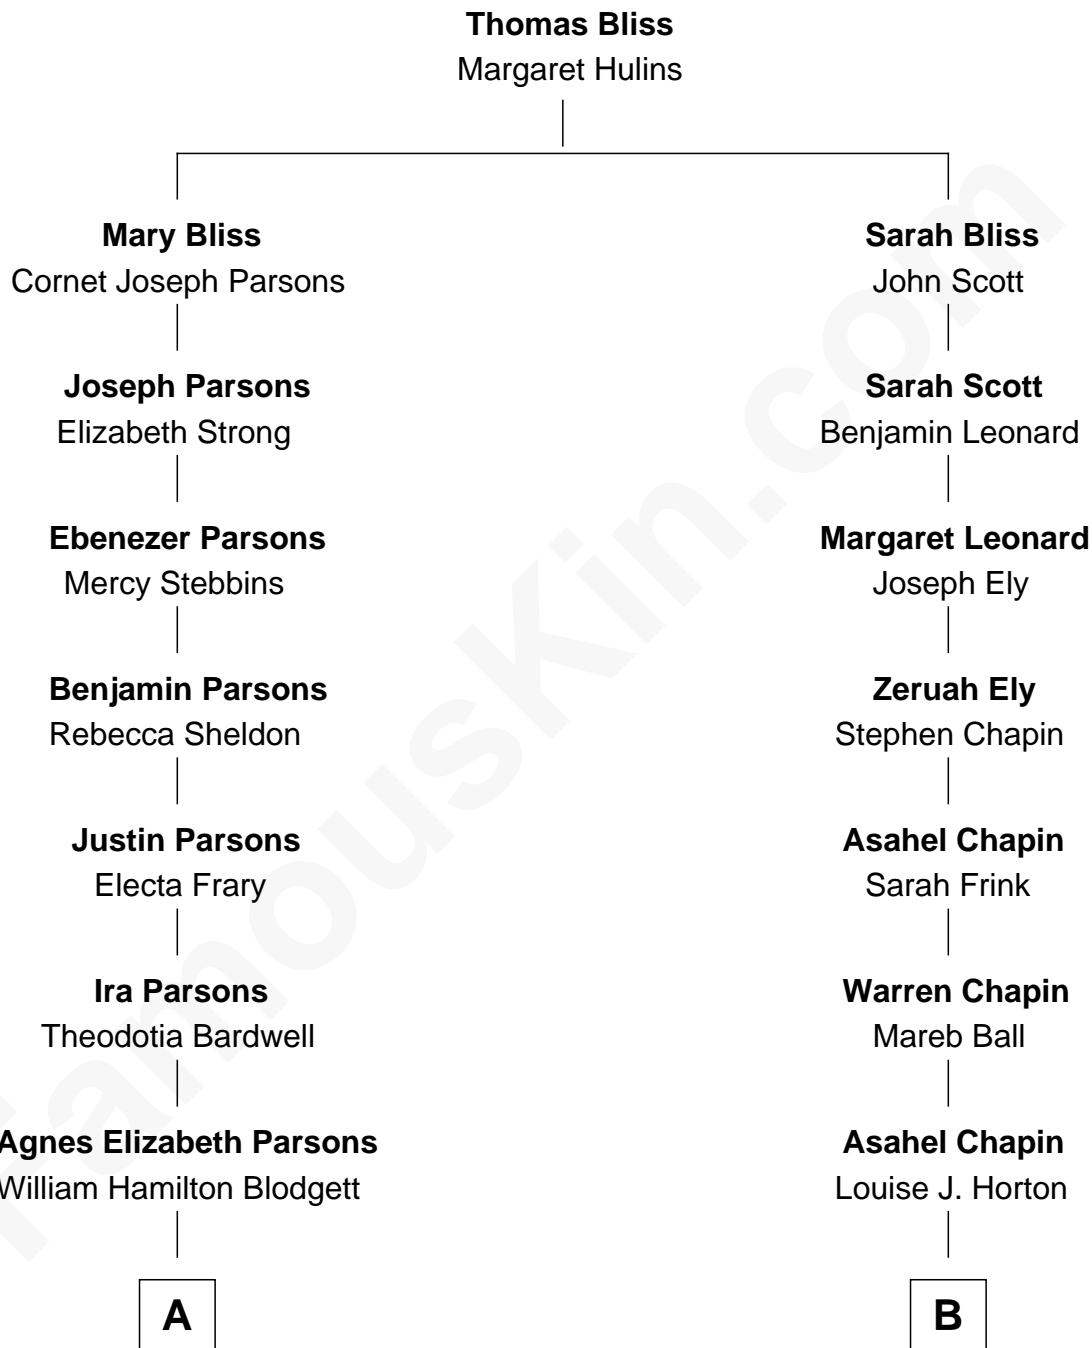 Thomas Bliss
Margaret Hulins
Mary Bliss
Cornet Joseph Parsons
Sarah Bliss
John Scott
Joseph Parsons
Elizabeth Strong
Sarah Scott
Benjamin Leonard
Ebenezer Parsons
Mercy Stebbins
Margaret Leonard
Joseph Ely
Benjamin Parsons
Rebecca Sheldon
Zeruah Ely
Stephen Chapin
Justin Parsons
Electa Frary
Asahel Chapin
Sarah Frink
Ira Parsons
Theodotia Bardwell
Warren Chapin
Mareb Ball
Agnes Elizabeth Parsons
William Hamilton Blodgett
Asahel Chapin
Louise J. Horton
A
B
FamousKin.com